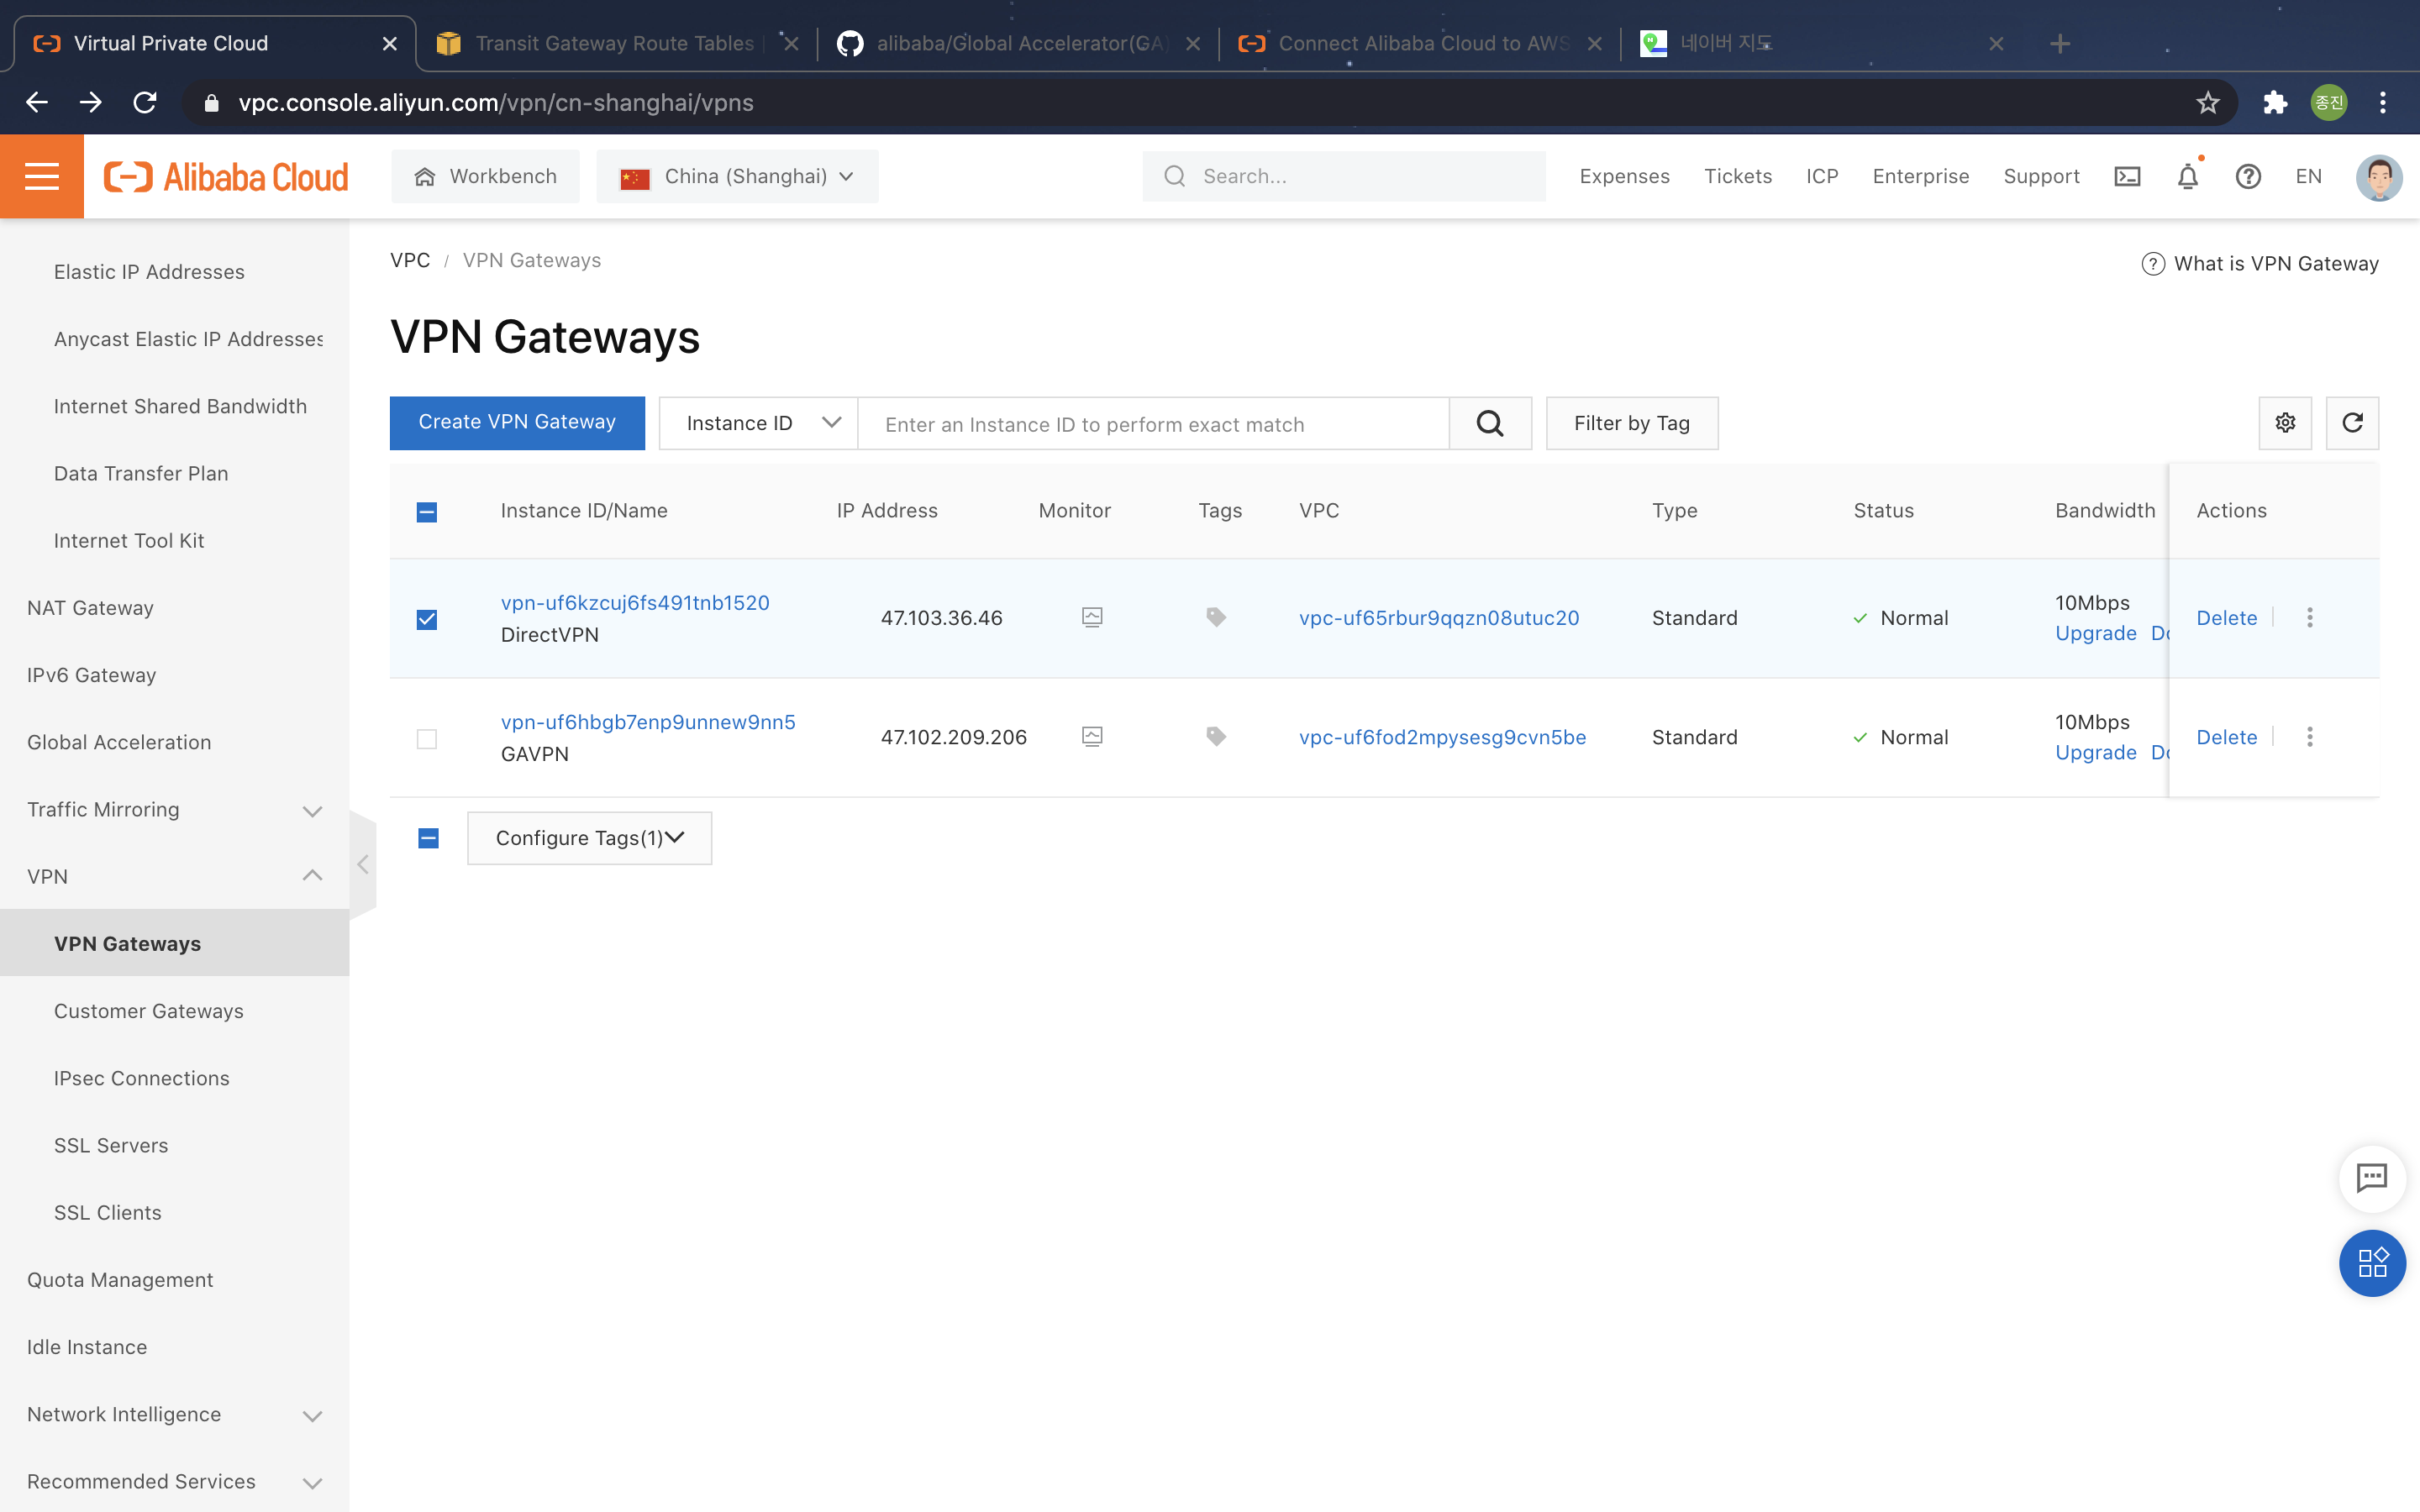 Virtual Private Cloud
Transit Gateway Route Tables |
alibaba/Global Accelerator(GA)
Connect Alibaba Cloud to AWS
네이버 지도
vpc.console.aliyun.com/vpn/cn-shanghai/vpns
종진
Alibaba Cloud
Workbench
China (Shanghai)
Search...
Expenses
Tickets
ICP
Enterprise
Support
EN
Elastic IP Addresses
Anycast Elastic IP Addresses
Internet Shared Bandwidth
Data Transfer Plan
Internet Tool Kit
NAT Gateway
IPv6 Gateway
Global Acceleration
Traffic Mirroring
VPN
VPN Gateways
Customer Gateways
IPsec Connections
SSL Servers
SSL Clients
Quota Management
Idle Instance
Network Intelligence
Recommended Services
VPC / VPN Gateways
What is VPN Gateway
VPN Gateways
Create VPN Gateway
Instance ID
Enter an Instance ID to perform exact match
Filter by Tag
Instance ID/Name IP Address Monitor Tags VPC Type Status Bandwidth Actions
vpn-uf6kzcuj6fs491tnb1520
DirectVPN
47.103.36.46
vpc-uf65rbur9qqzn08utuc20
Standard
Normal
10Mbps
Upgrade
Delete
vpn-uf6hbgb7enp9unnew9nn5
GAVPN
47.102.209.206
vpc-uf6fod2mpysesg9cvn5be
Standard
Normal
10Mbps
Upgrade
Delete
Configure Tags(1)